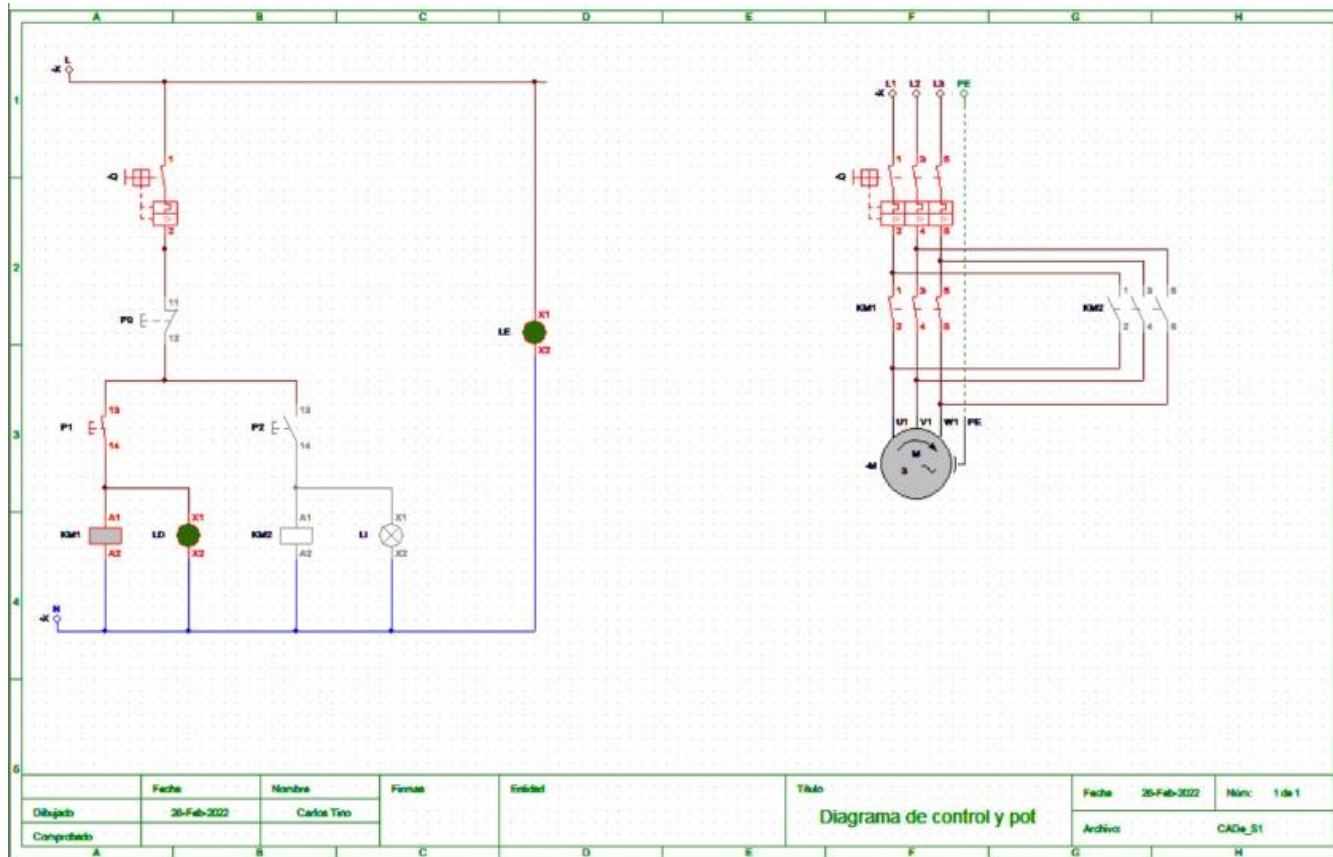 A B C D E F G H
L
L1 L2 L3 PE
1
1
-Q
2
1 3 5
-Q
2 4 6
2
11
P0
12
X1
LE
X2
1 3 5
KM1
2 4 6
1 3 5
KM2
2 4 6
3
13
P1
14
13
P2
14
U1 V1 W1 PE
M
3
-M
A1
KM1
A2
X1
LD
X2
A1
KM2
A2
X1
LI
X2
4
N
5
Fecha Nombre Firmas Entidad Título Fecha 26-Feb-2022 Núm: 1 de 1
Dibujado 26-Feb-2022 Carlos Tino Diagrama de control y pot
Comprobado Archivo: CADe_S1
A B C D E F G H